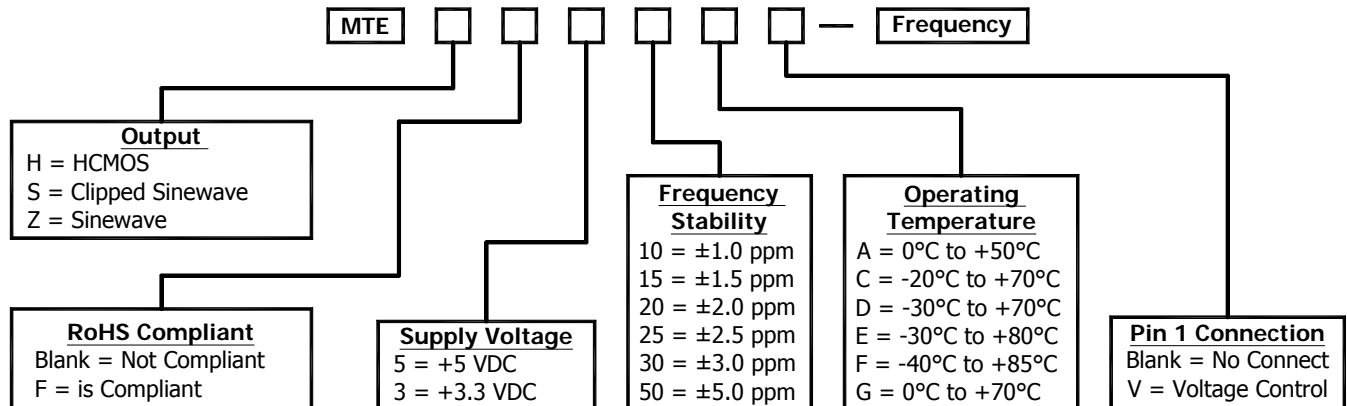 MTE — Frequency
Output
H = HCMOS
S = Clipped Sinewave
Z = Sinewave
RoHS Compliant
Blank = Not Compliant
F = is Compliant
Supply Voltage
5 = +5 VDC
3 = +3.3 VDC
Frequency
Stability
10 = ±1.0 ppm
15 = ±1.5 ppm
20 = ±2.0 ppm
25 = ±2.5 ppm
30 = ±3.0 ppm
50 = ±5.0 ppm
Operating
Temperature
A = 0°C to +50°C
C = -20°C to +70°C
D = -30°C to +70°C
E = -30°C to +80°C
F = -40°C to +85°C
G = 0°C to +70°C
Pin 1 Connection
Blank = No Connect
V = Voltage Control